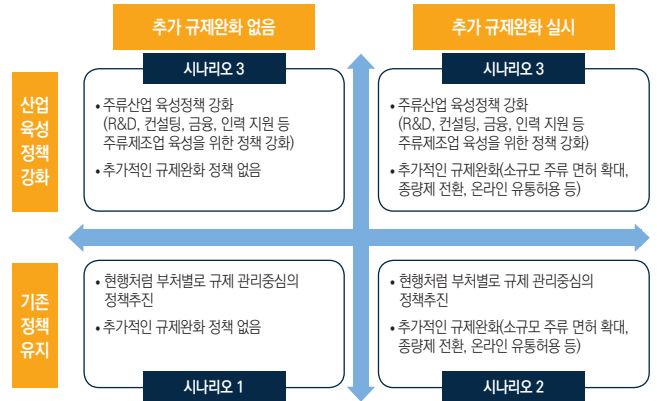 추가 규제완화 없음
추가 규제완화 실시
산업
육성
정책
강화
시나리오 3
• 주류산업 육성정책 강화
(R&D, 컨설팅, 금융, 인력 지원 등
주류제조업 육성을 위한 정책 강화)
• 추가적인 규제완화 정책 없음
시나리오 3
• 주류산업 육성정책 강화
(R&D, 컨설팅, 금융, 인력 지원 등
주류제조업 육성을 위한 정책 강화)
• 추가적인 규제완화(소규모 주류 면허 확대,
종량제 전환, 온라인 유통허용 등)
기존
정책
유지
• 현행처럼 부처별로 규제 관리중심의
정책추진
• 추가적인 규제완화 정책 없음
시나리오 1
• 현행처럼 부처별로 규제 관리중심의
정책추진
• 추가적인 규제완화(소규모 주류 면허 확대,
종량제 전환, 온라인 유통허용 등)
시나리오 2